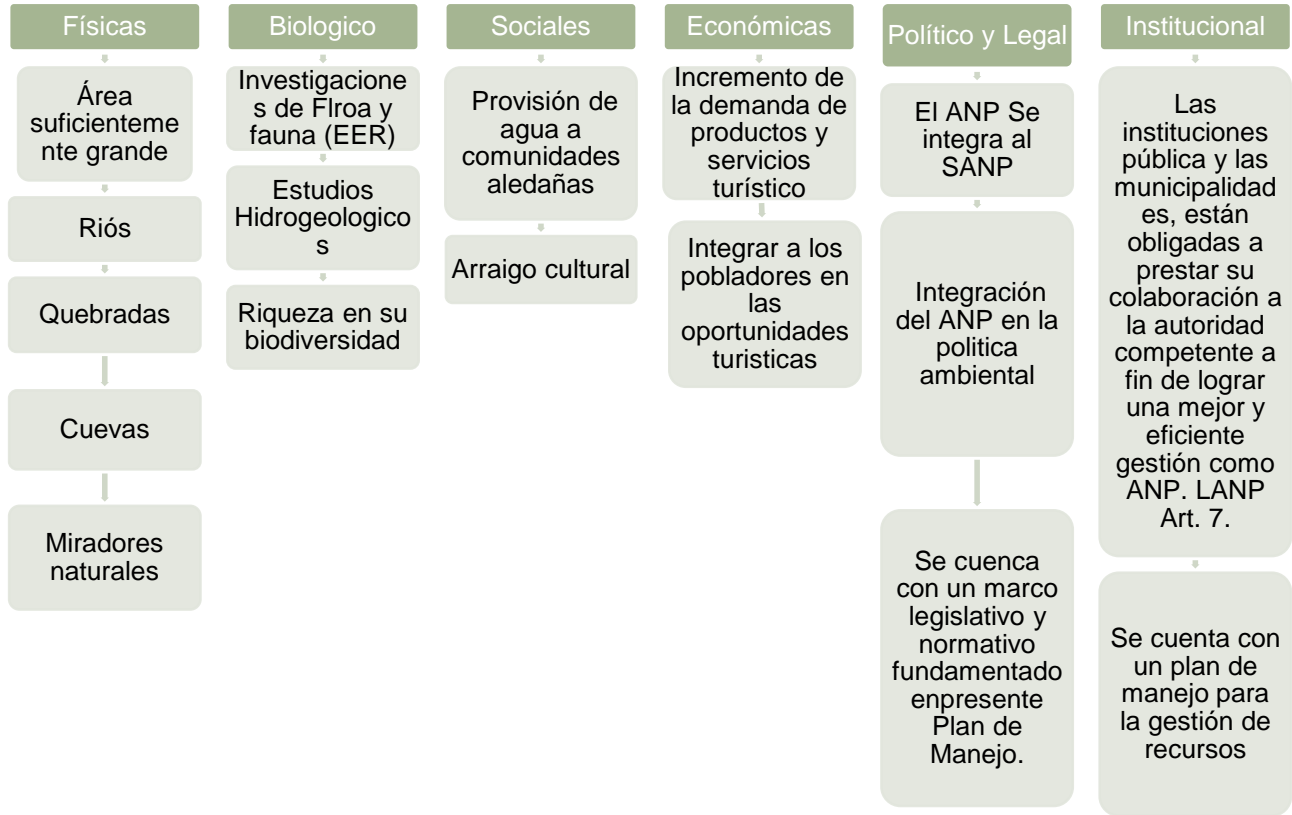 Físicas
Área
suficienteme
nte grande
Riós
Quebradas
Cuevas
Miradores
naturales
Biologico
Investigacione
s de Flroa y
fauna (EER)
Estudios
Hidrogeologico
s
Riqueza en su
biodiversidad
Sociales
Provisión de
agua a
comunidades
aledañas
Arraigo cultural
Económicas
Incremento de
la demanda de
productos y
servicios
turístico
Integrar a los
pobladores en
las
oportunidades
turisticas
Político y Legal
El ANP Se
integra al
SANP
Integración
del ANP en la
politica
ambiental
Se cuenca
con un marco
legislativo y
normativo
fundamentado
enpresente
Plan de
Manejo.
Institucional
Las
instituciones
pública y las
municipalidad
es, están
obligadas a
prestar su
colaboración a
la autoridad
competente a
fin de lograr
una mejor y
eficiente
gestión como
ANP. LANP
Art. 7.
Se cuenta con
un plan de
manejo para
la gestión de
recursos